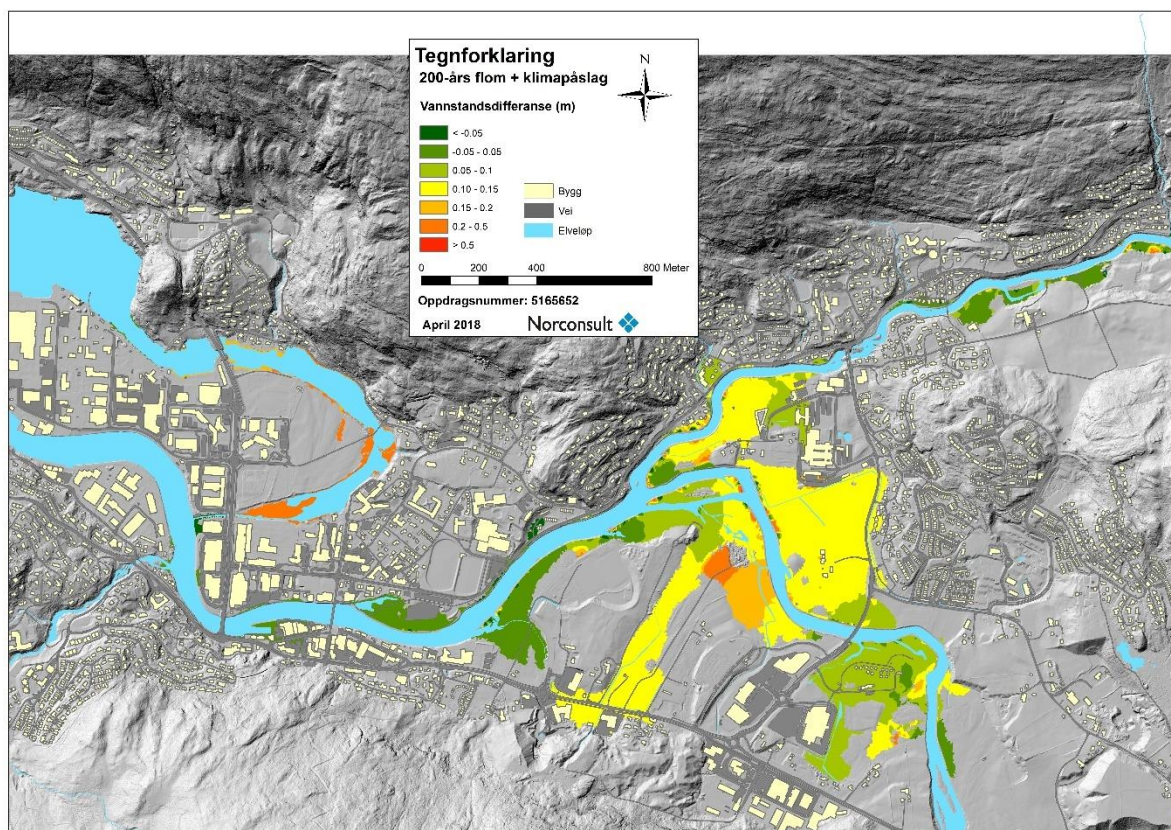 Tegnforklaring
200-års flom + klimapåslag
N
Vannstandsdifferanse (m)
< -0.05
-0.05 - 0.05
0.05 - 0.1
0.10 - 0.15
0.15 - 0.2
0.2 - 0.5
> 0.5
Bygg
Vei
Elveløp
0 200 400 800 Meter
Oppdragsnummer: 5165652
April 2018 Norconsult